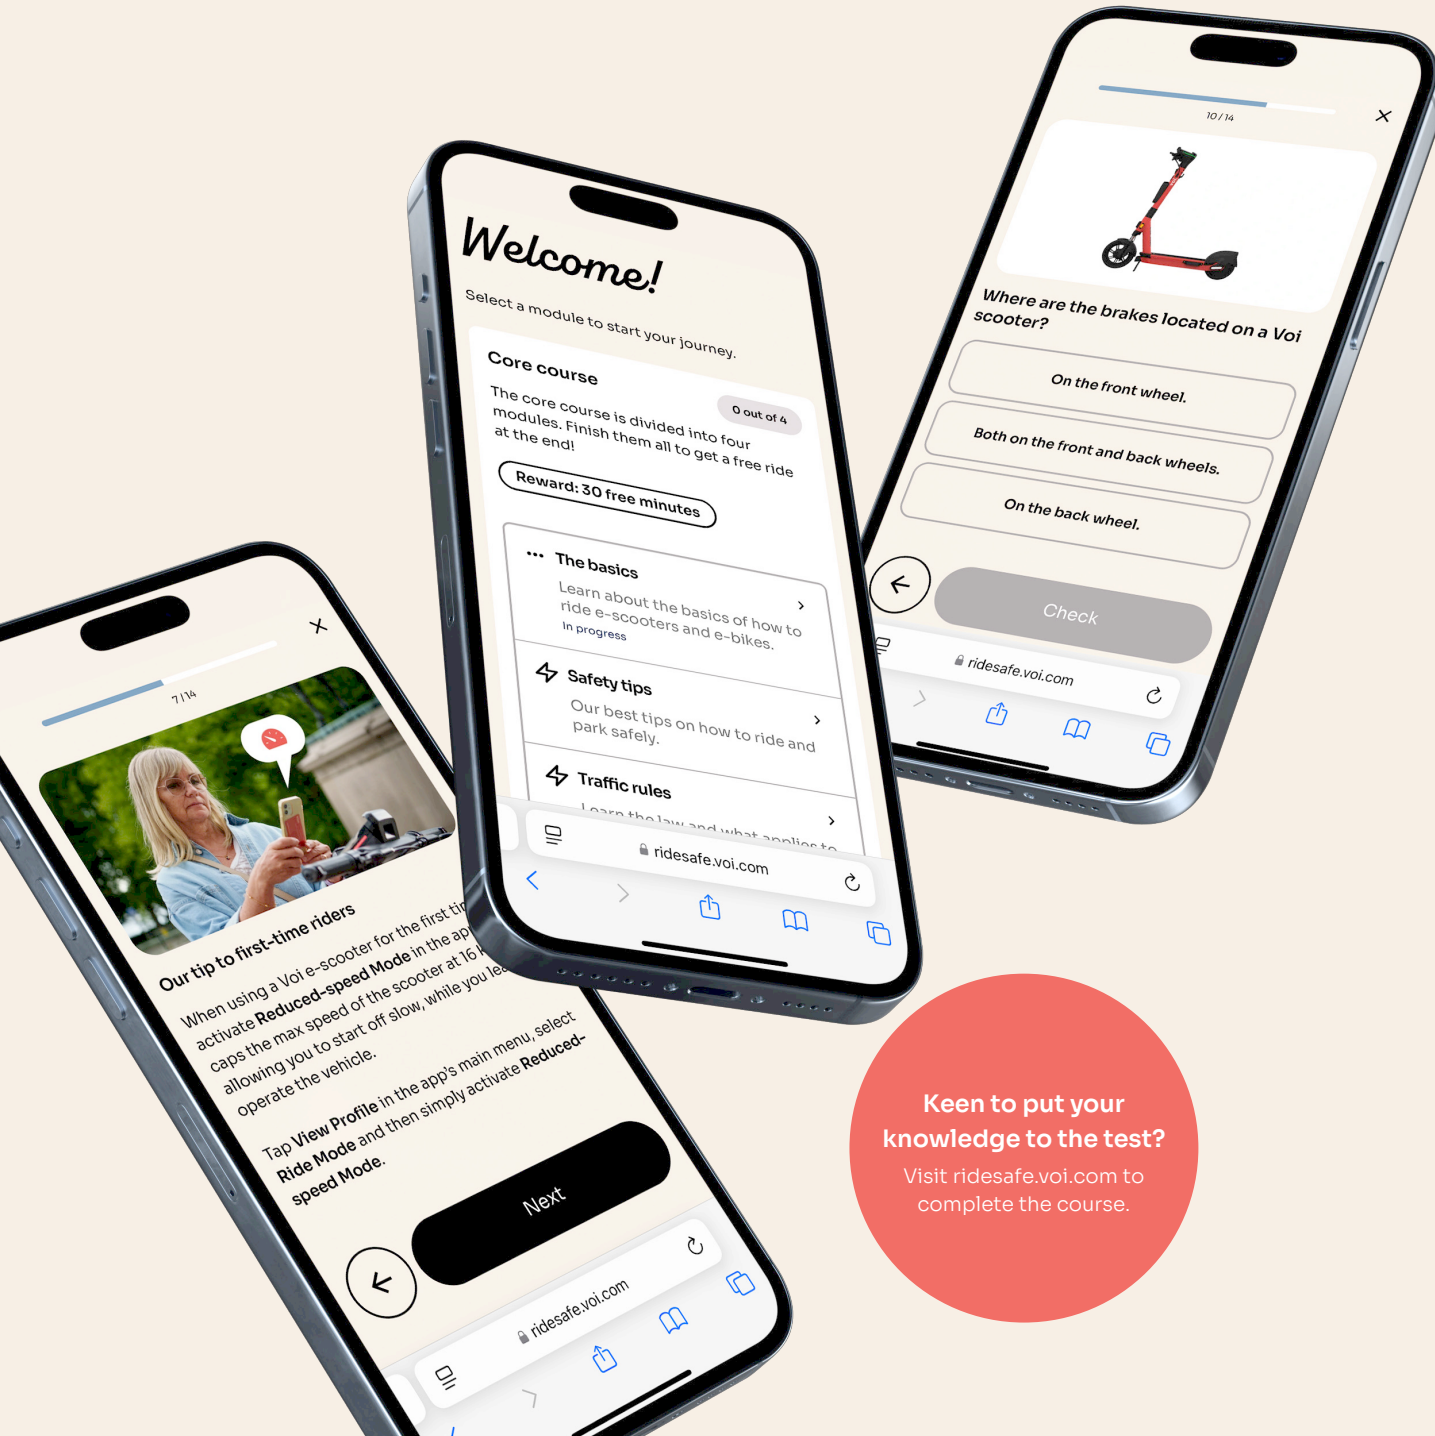 Welcome!
Select a module to start your journey.
Core course
0 out of 4
The core course is divided into four
modules. Finish them all to get a free ride
at the end!
Reward: 30 free minutes
The basics
Learn about the basics of how to
ride e-scooters and e-bikes.
In progress
Safety tips
Our best tips on how to ride and
park safely.
Traffic rules
Learn the law and what applies to
ridesafe.voi.com
10 / 14
Where are the brakes located on a Voi
scooter?
On the front wheel.
Both on the front and back wheels.
On the back wheel.
Check
ridesafe.voi.com
7 / 14
Our tip to first-time riders
When using a Voi e-scooter for the first
activate Reduced-speed Mode in the
caps the max speed of the scooter at 16
allowing you to start off slow, while you
operate the vehicle.
Tap View Profile in the app's main menu, select
Ride Mode and then simply activate Reduced-
speed Mode.
Next
ridesafe.voi.com
Keen to put your
knowledge to the test?
Visit ridesafe.voi.com to
complete the course.